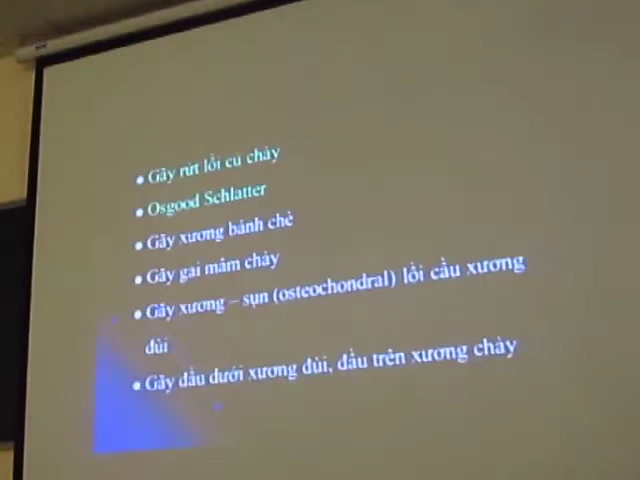 • Gãy rứt lồi củ chày
• Osgood Schlatter
• Gãy xương bánh chè
• Gãy gai mâm chày
• Gãy xương – sụn (osteochondral) lồi cầu xương
đùi
• Gãy đầu dưới xương đùi, đầu trên xương chày